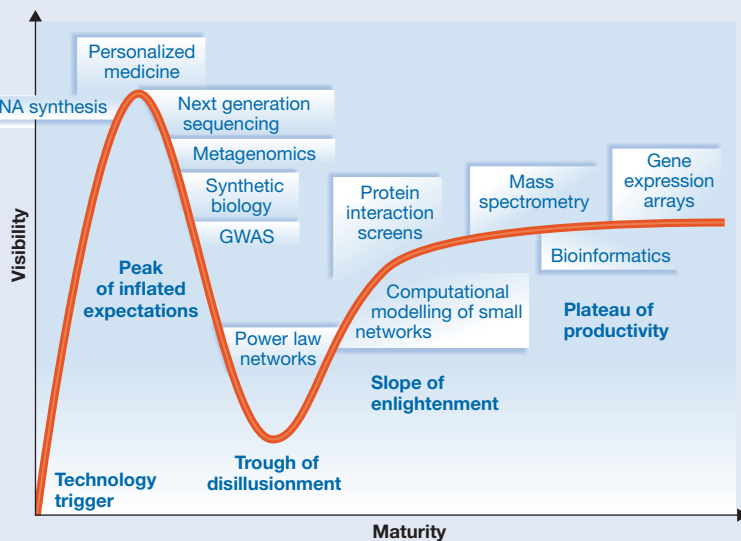 Personalized
medicine
NA synthesis
Next generation
sequencing
Metagenomics
Synthetic
biology
GWAS
Protein
interaction
screens
Mass
spectrometry
Gene
expression
arrays
Bioinformatics
Computational
modelling of small
networks
Power law
networks
Peak
of inflated
expectations
Plateau of
productivity
Slope of
enlightenment
Trough of
disillusionment
Technology
trigger
Visibility
Maturity